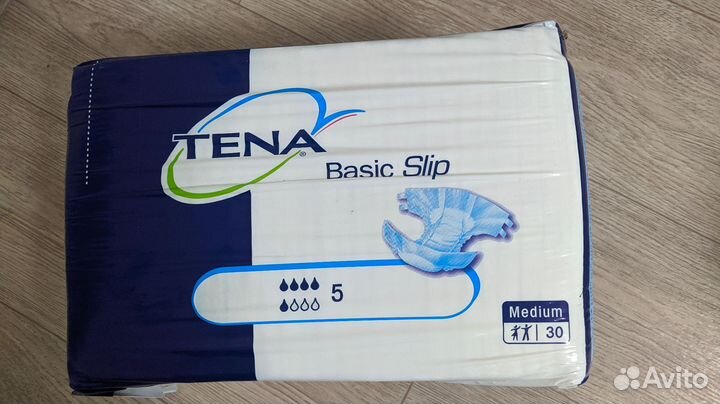 TENA®
Basic Slip
5
Medium
30
Avito